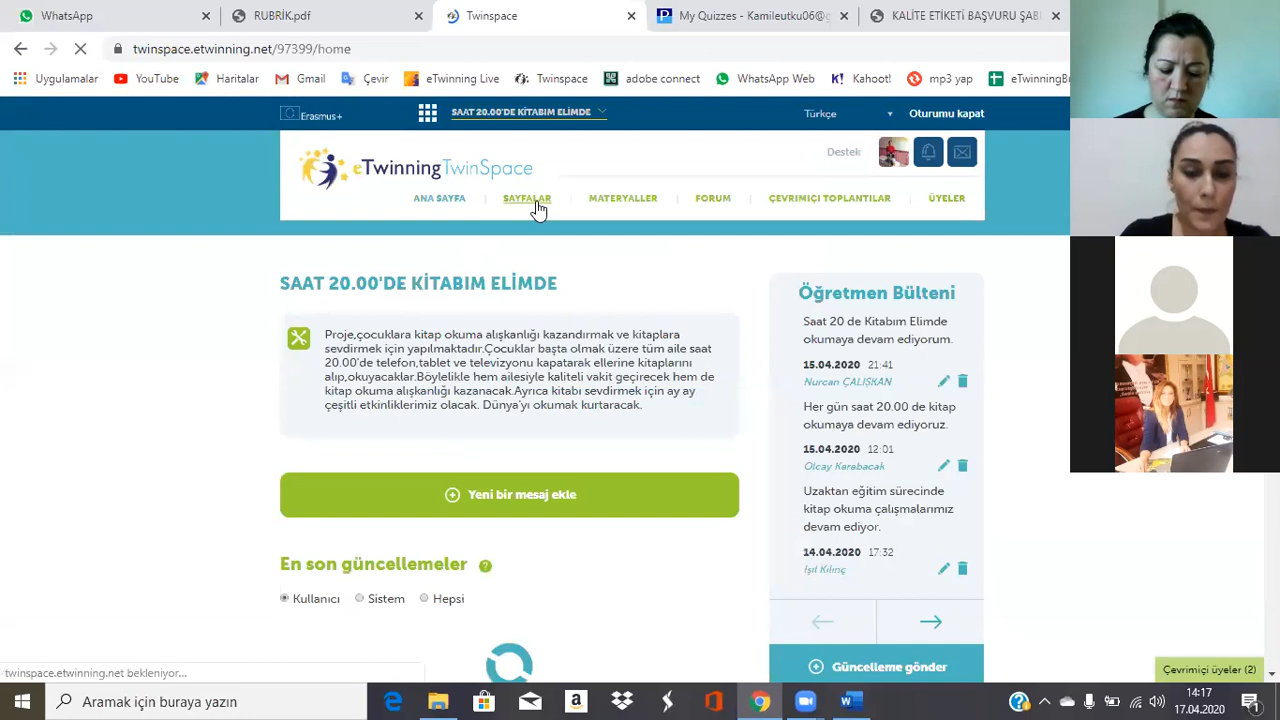 WhatsApp
RUBRİK.pdf
Twinspace
My Quizzes - Kamileutku06@g
KALİTE ETİKETİ BAŞVURU ŞABI
twinspace.etwinning.net/97399/home
Uygulamalar
YouTube
Haritalar
Gmail
Çevir
eTwinning Live
Twinspace
adobe connect
WhatsApp Web
Kahoot!
mp3 yap
eTwinningBu
Erasmus+
SAAT 20.00'DE KİTABIM ELİMDE
Türkçe
Oturumu kapat
eTwinning TwinSpace
Destek
ANA SAYFA
SAYFALAR
MATERYALLER
FORUM
ÇEVRIMIÇI TOPLANTILAR
ÜYELER
SAAT 20.00'DE KİTABIM ELİMDE
Proje,çocuklara kitap okuma alışkanlığı kazandırmak ve kitaplara
sevdirmek için yapılmaktadır.Çocuklar başta olmak üzere tüm aile saat
20.00'de telefon,tablet ve televizyonu kapatarak ellerine kitaplarını
alıp,okuyacaklar.Böylelikle hem ailesiyle kaliteli vakit geçirecek hem de
kitap okuma alışkanlığı kazanacak.Ayrıca kitabı sevdirmek için ay ay
çeşitli etkinliklerimiz olacak. Dünya'yı okumak kurtaracak.
Yeni bir mesaj ekle
En son güncellemeler
Kullanıcı
Sistem
Hepsi
Öğretmen Bülteni
Saat 20 de Kitabım Elimde
okumaya devam ediyorum.
15.04.2020 21:41
Nurcan ÇALIŞKAN
Her gün saat 20.00 de kitap
okumaya devam ediyoruz.
15.04.2020 12:01
Olcay Karabacak
Uzaktan eğitim sürecinde
kitap okuma çalışmalarımız
devam ediyor.
14.04.2020 17:32
Işıl Kılınç
Güncelleme gönder
Çevrimiçi üyeler (2)
twinspace.etwinning.net bekleniyor...
Aramak için buraya yazın
14:17
17.04.2020